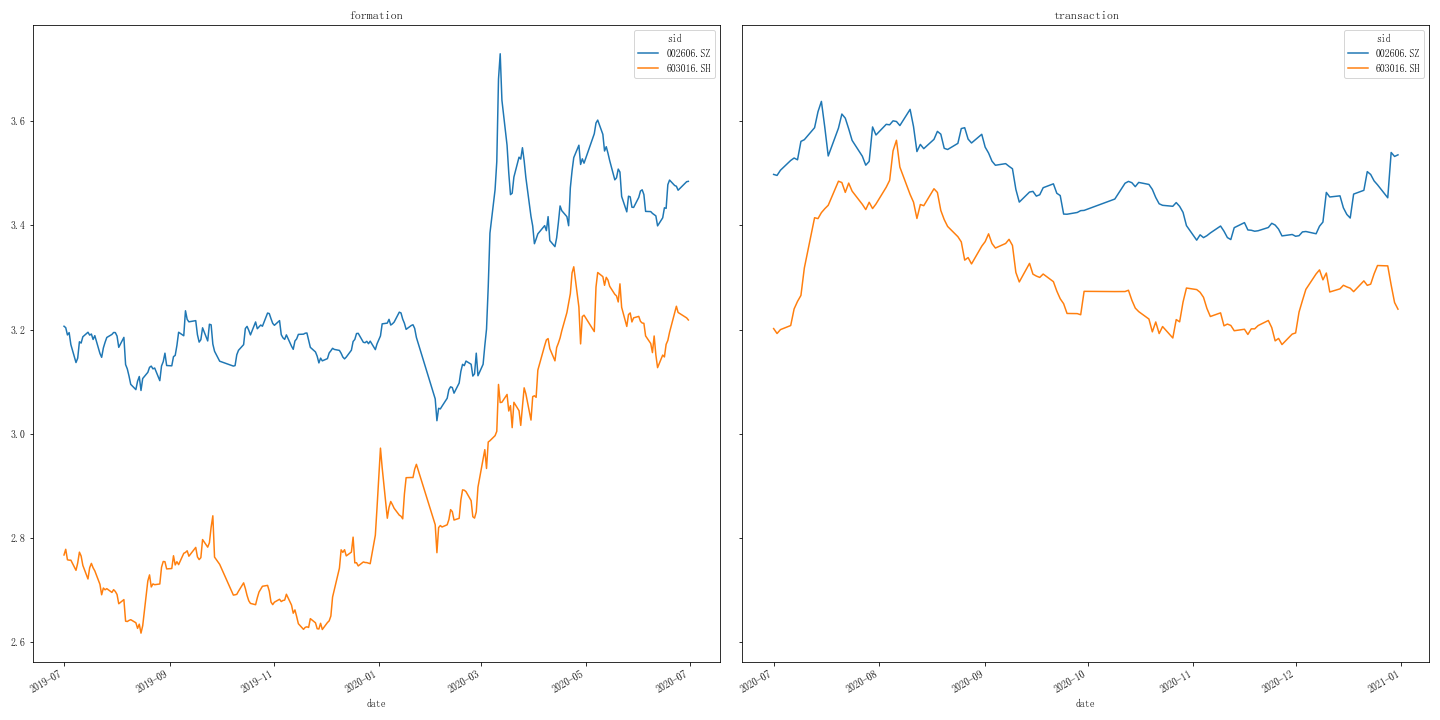 formation
sid
002606.SZ
603016.SH
3.6
3.4
3.2
3.0
2.8
2.6
2019-07
2019-09
2019-11
2020-01
2020-03
2020-05
2020-07
date
transaction
sid
002606.SZ
603016.SH
2020-07
2020-08
2020-09
2020-10
2020-11
2020-12
2021-01
date